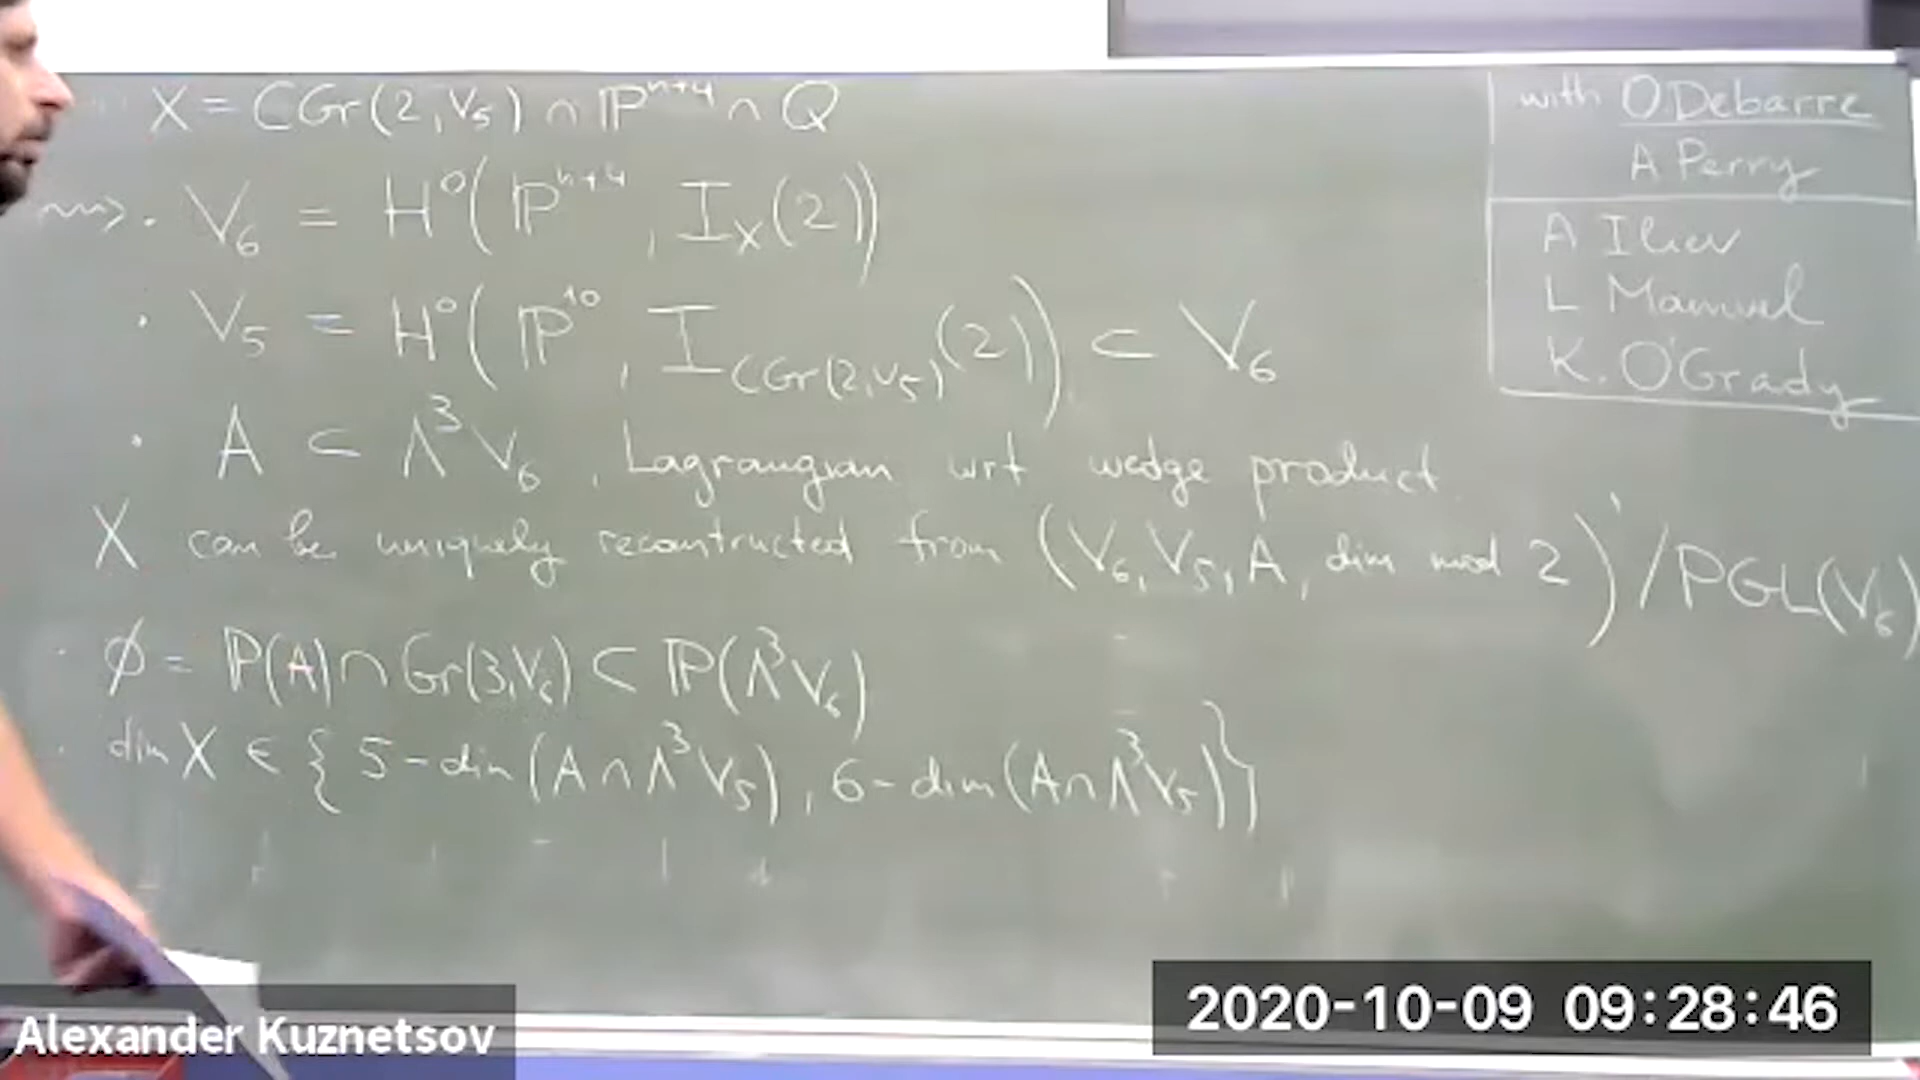 X = CGr(2,V₅) ∩ ℙⁿ⁺⁴ ∩ Q
⇝ · V₆ = H⁰(ℙⁿ⁺⁴, I_X(2))
· V₅ = H⁰(ℙ¹⁰, I_{CGr(2,V₅)}(2)) ⊂ V₆
· A ⊂ Λ³V₆, Lagrangian wrt wedge product
X can be uniquely reconstructed from (V₆, V₅, A, dim mod 2) / PGL(V₆)
· ∅ = ℙ(A) ∩ Gr(3,V₆) ⊂ ℙ(Λ³V₆)
· dim X ∈ { 5 - dim(A ∩ Λ³V₅), 6 - dim(A ∩ Λ³V₅) }
with O.Debarre
A Perry
A Iliev
L Manivel
K. O'Grady
Alexander Kuznetsov
2020-10-09 09:28:46